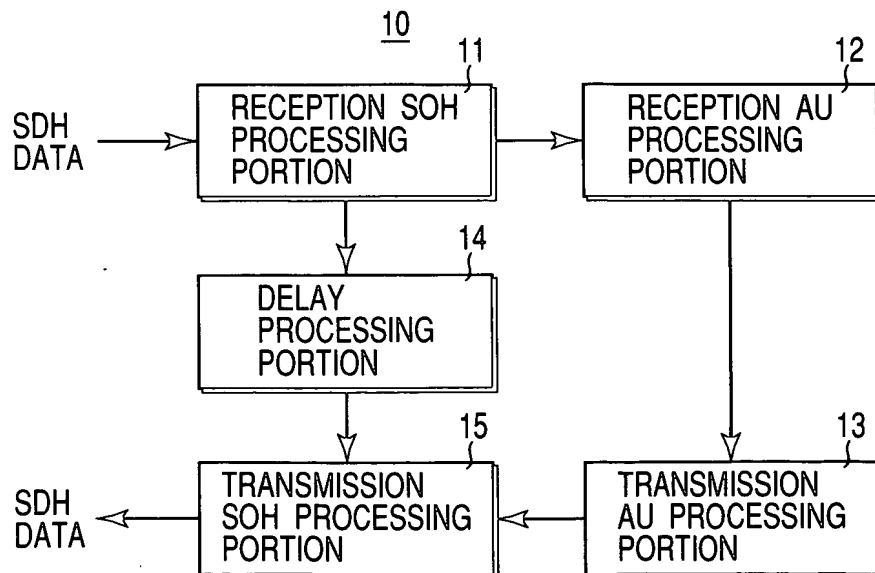 10
11
12
SDH
DATA
RECEPTION SOH
PROCESSING
PORTION
RECEPTION AU
PROCESSING
PORTION
14
DELAY
PROCESSING
PORTION
15
13
SDH
DATA
TRANSMISSION
SOH PROCESSING
PORTION
TRANSMISSION
AU PROCESSING
PORTION